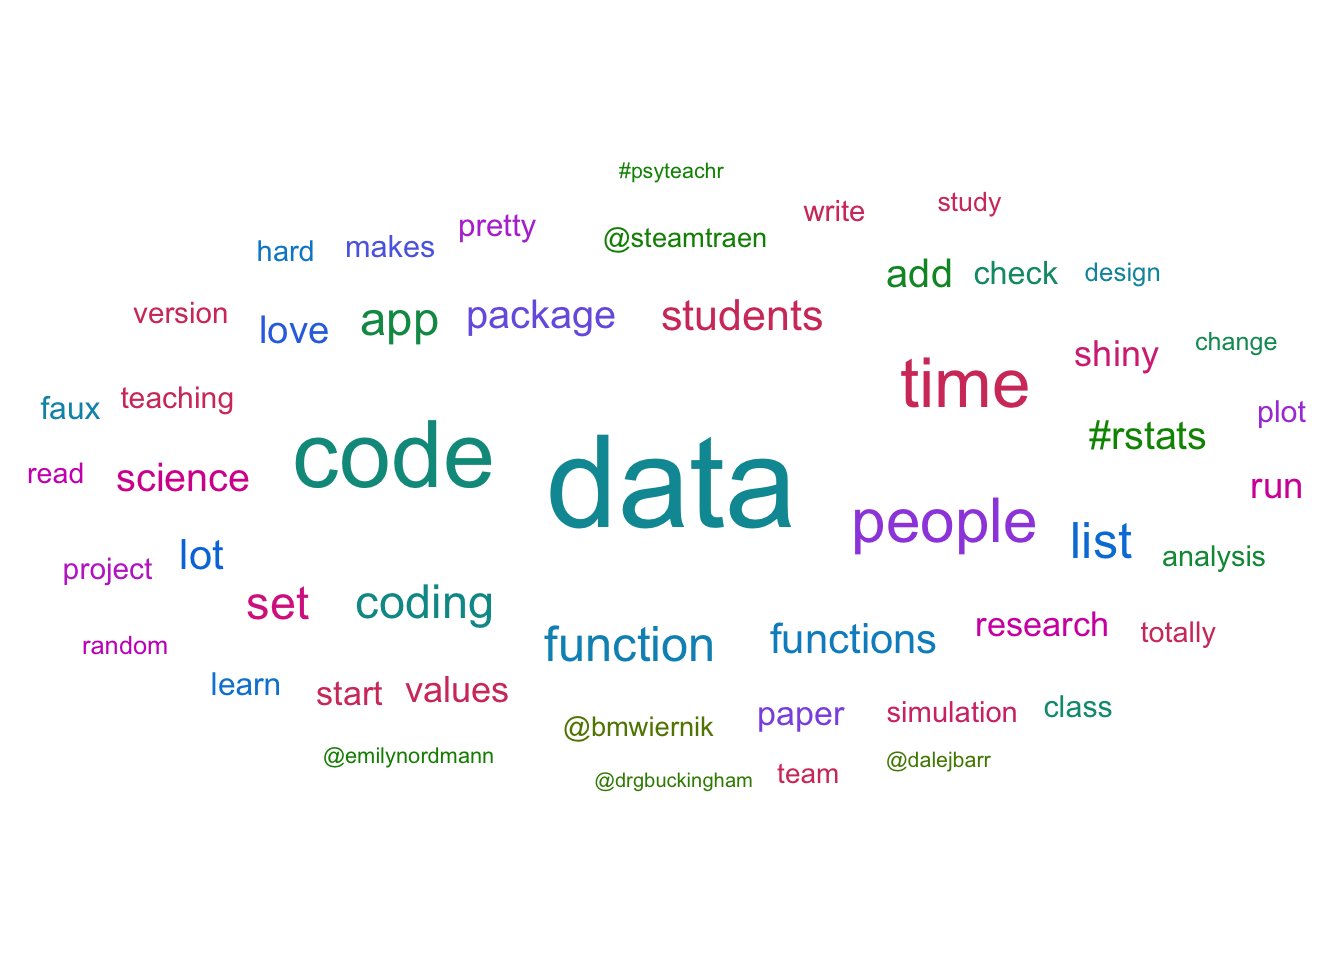 #psyteachr
write
study
pretty
@steamtraen
hard
makes
add
check
design
version
love
app
package
students
shiny
change
time
faux
teaching
plot
#rstats
code
data
read
science
run
people
list
lot
analysis
project
set
coding
function
functions
research
totally
random
learn
start
values
@bmwiernik
paper
simulation
class
@emilynordmann
@drgbuckingham
team
@dalejbarr